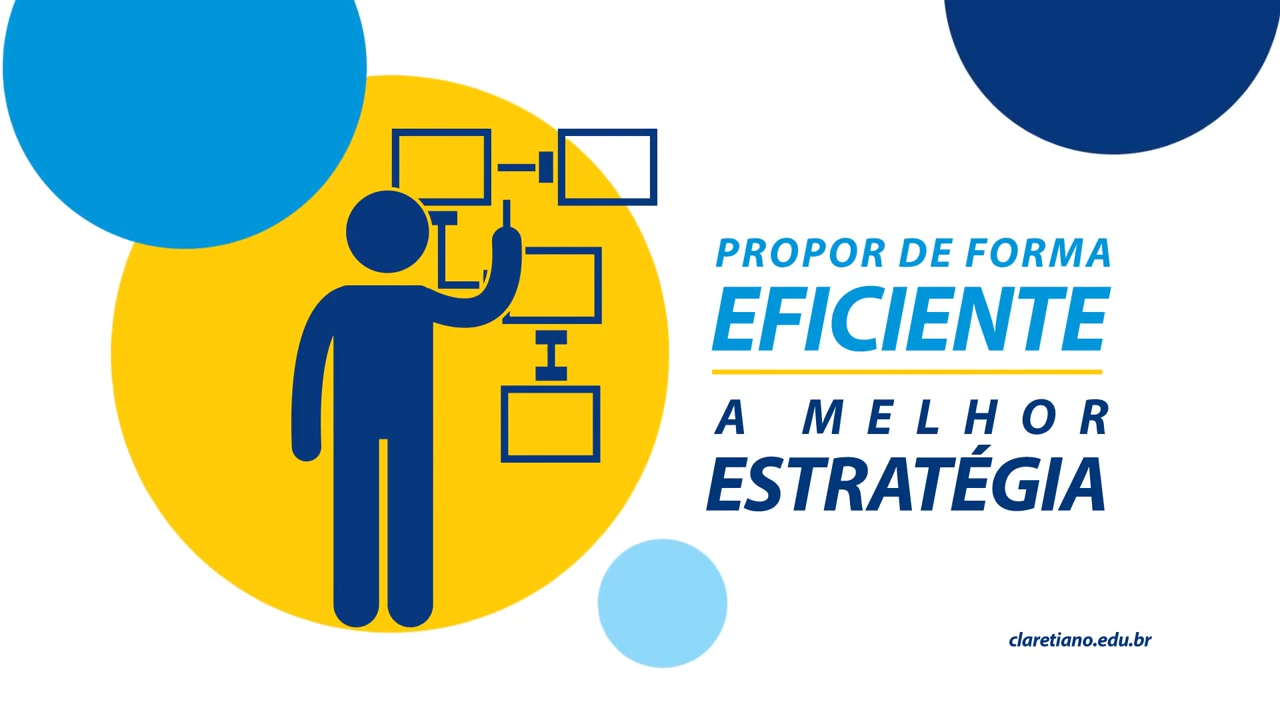 PROPOR DE FORMA
EFICIENTE
A MELHOR
ESTRATÉGIA
claretiano.edu.br